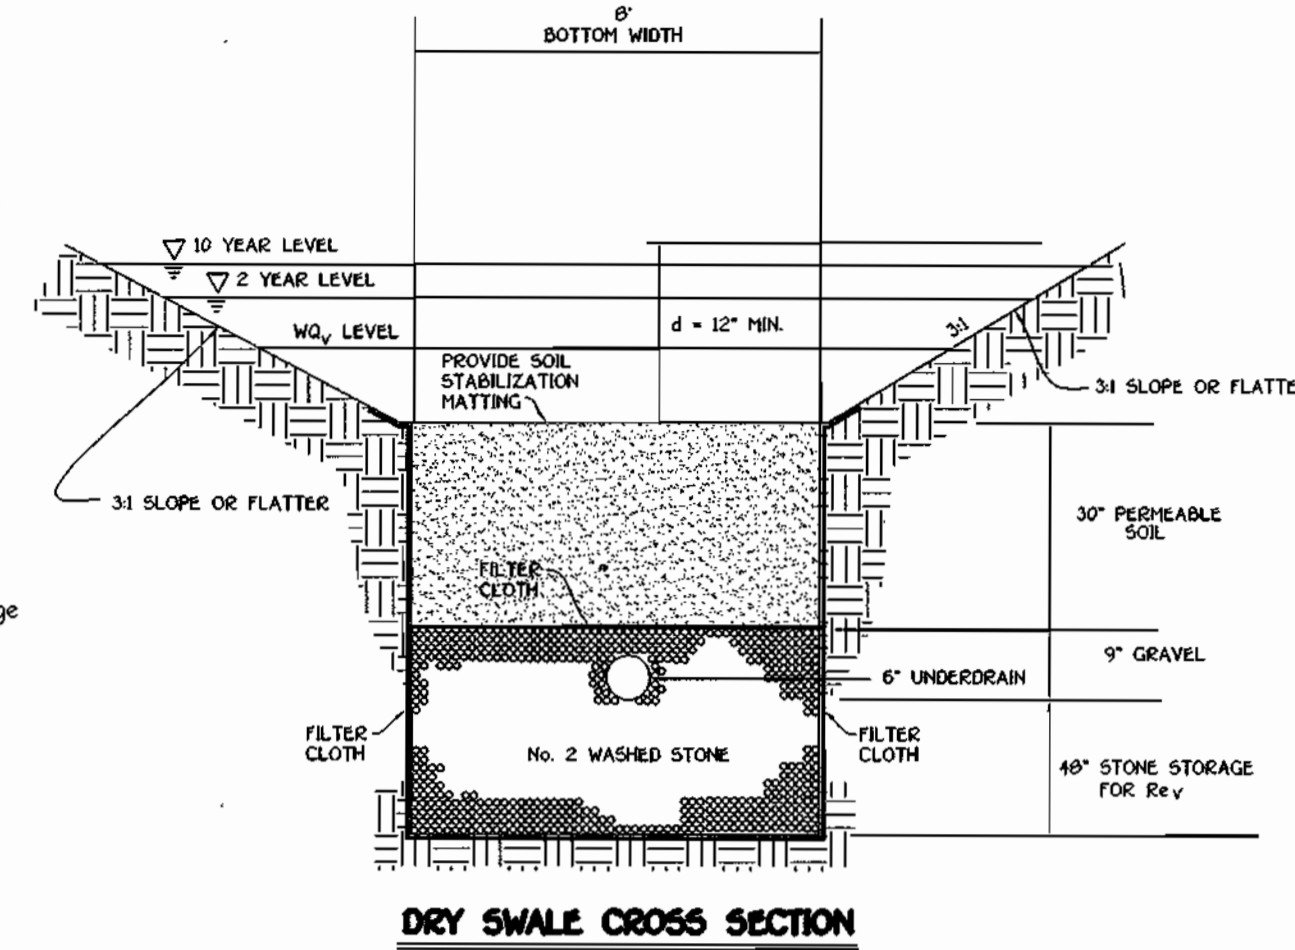 8'
BOTTOM WIDTH
10 YEAR LEVEL
2 YEAR LEVEL
WQv LEVEL
d = 12" MIN.
3:1
PROVIDE SOIL
STABILIZATION
MATTING
3:1 SLOPE OR FLATTE
3:1 SLOPE OR FLATTER
30" PERMEABLE
SOIL
FILTER
CLOTH
ge
9" GRAVEL
6" UNDERDRAIN
FILTER
CLOTH
No. 2 WASHED STONE
FILTER
CLOTH
48" STONE STORAGE
FOR Rev
DRY SWALE CROSS SECTION